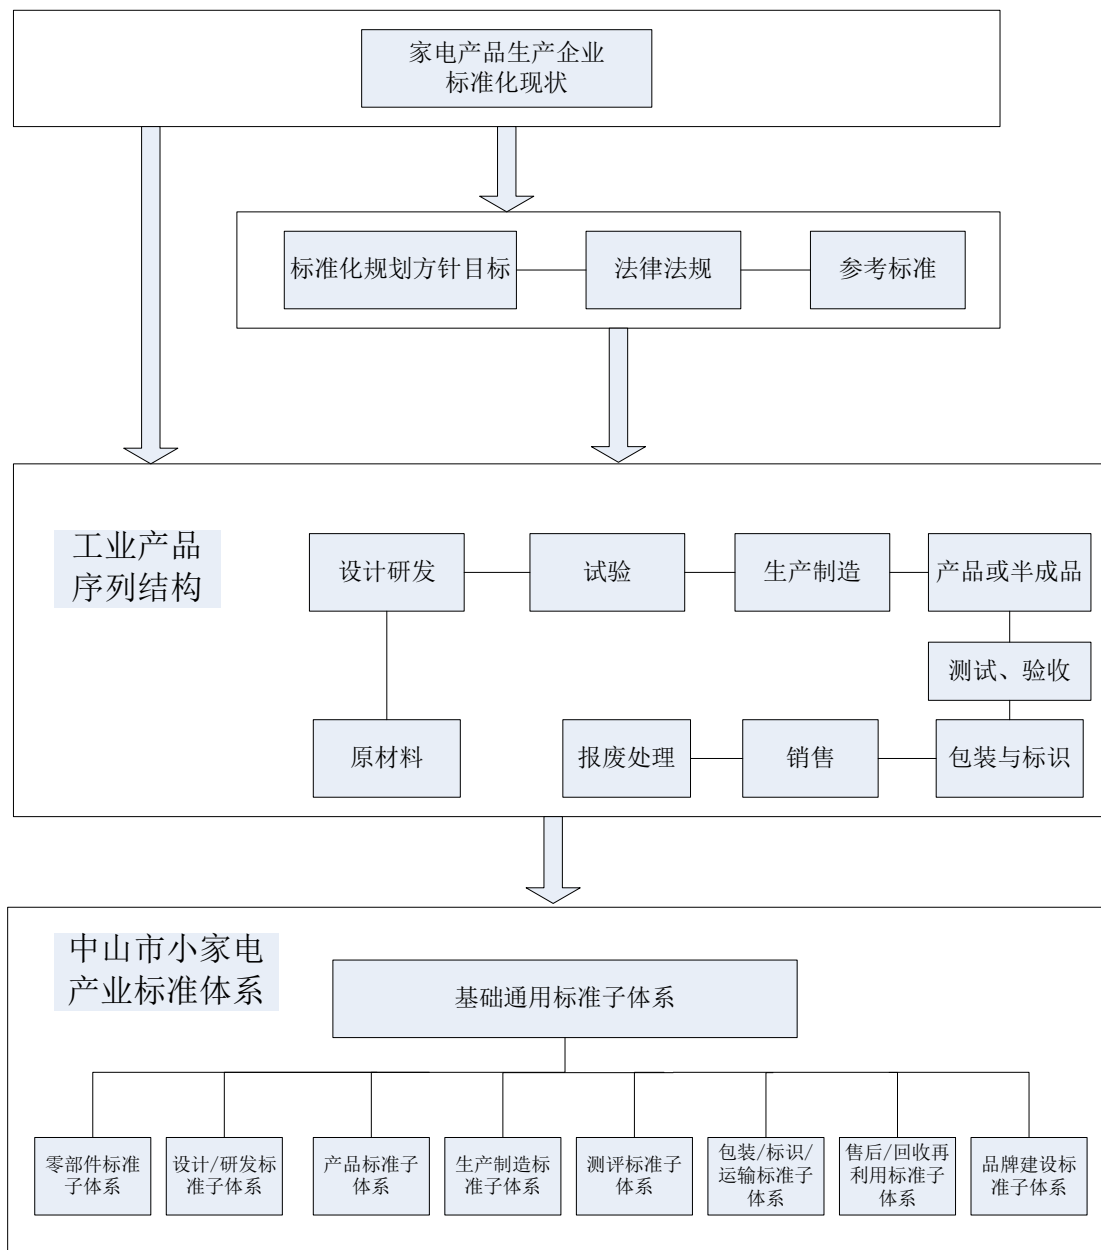 家电产品生产企业
标准化现状
标准化规划方针目标
法律法规
参考标准
工业产品
序列结构
设计研发
试验
生产制造
产品或半成品
测试、验收
原材料
报废处理
销售
包装与标识
中山市小家电
产业标准体系
基础通用标准子体系
零部件标准
子体系
设计/研发标
准子体系
产品标准子
体系
生产制造标
准子体系
测评标准子
体系
包装/标识/
运输标准子
体系
售后/回收再
利用标准子
体系
品牌建设标
准子体系